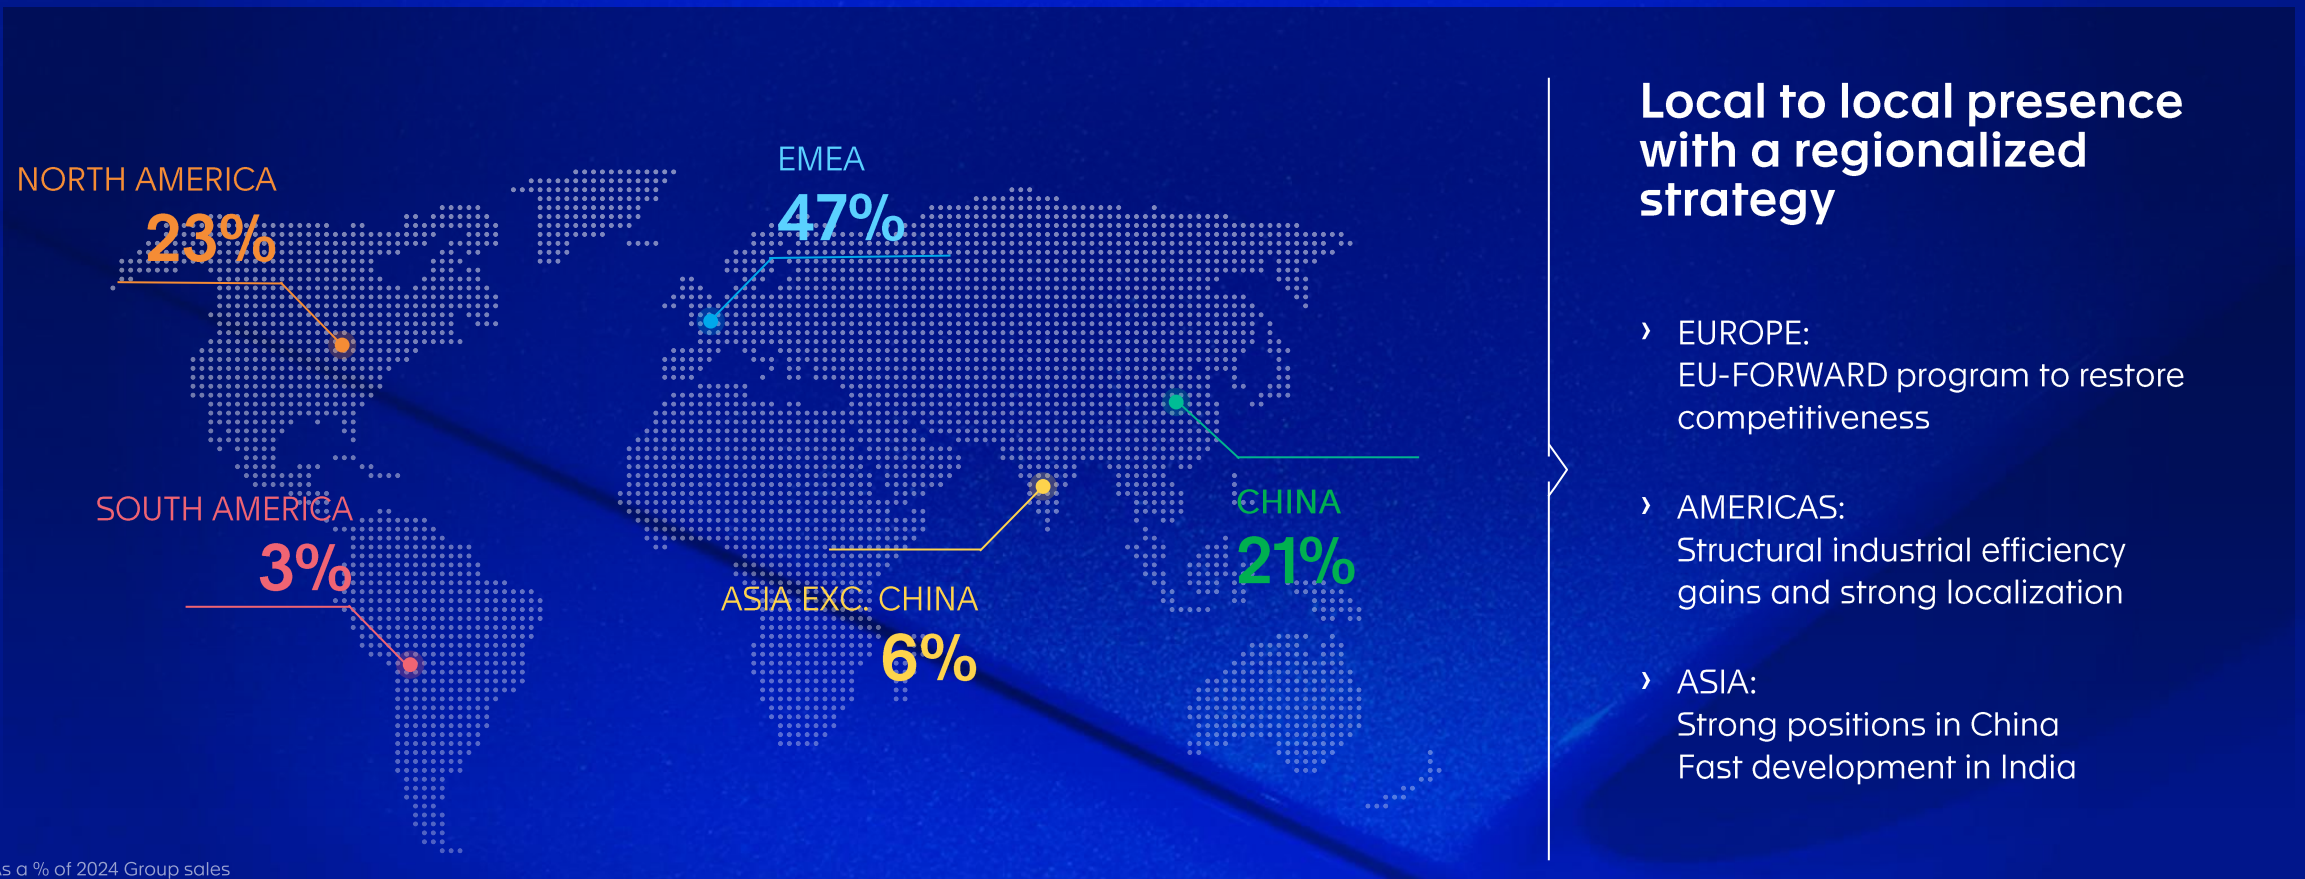 NORTH AMERICA
23%
EMEA
47%
SOUTH AMERICA
3%
ASIA EXC. CHINA
6%
CHINA
21%
Local to local presence
with a regionalized
strategy
› EUROPE:
EU-FORWARD program to restore
competitiveness
› AMERICAS:
Structural industrial efficiency
gains and strong localization
› ASIA:
Strong positions in China
Fast development in India
As a % of 2024 Group sales